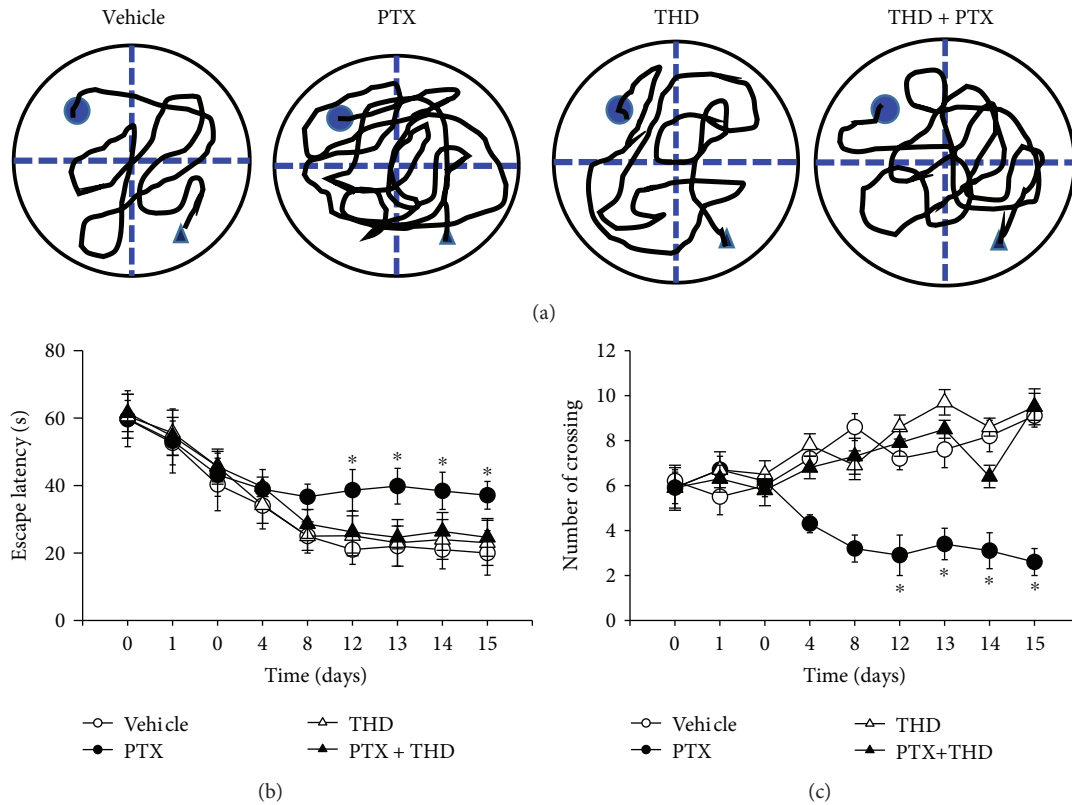 Vehicle PTX THD THD + PTX
(a)
80
60
40
20
0
Escape latency (s)
* * * *
0 1 0 4 8 12 13 14 15
Time (days)
Vehicle THD
PTX PTX + THD
(b)
12
10
8
6
4
2
0
Number of crossing
* * * *
0 1 0 4 8 12 13 14 15
Time (days)
Vehicle THD
PTX PTX+THD
(c)